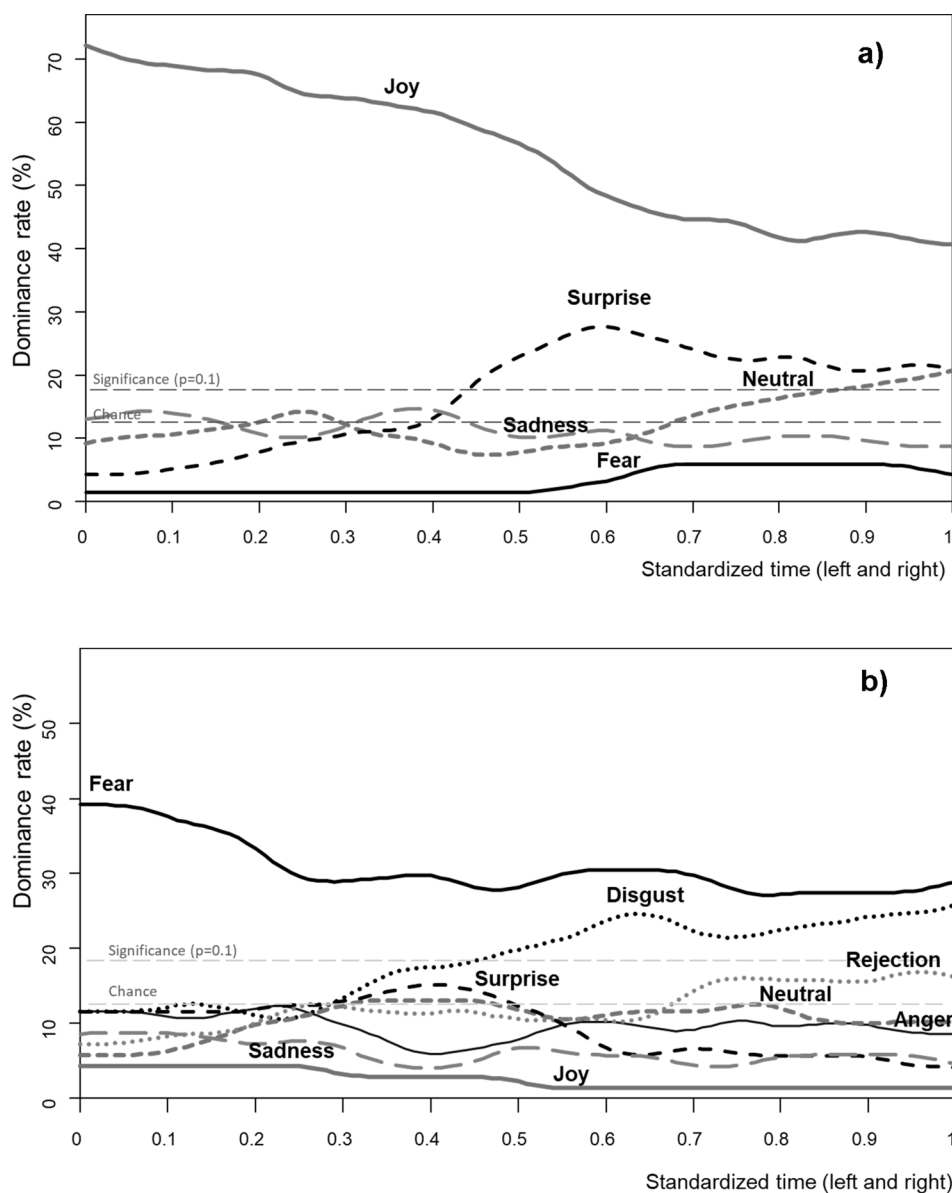 a)
Dominance rate (%)
70
60
50
40
30
20
10
0
Joy
Surprise
Significance (p=0.1)
Neutral
Chance
Sadness
Fear
0 0.1 0.2 0.3 0.4 0.5 0.6 0.7 0.8 0.9 1
Standardized time (left and right)
b)
Dominance rate (%)
50
40
30
20
10
0
Fear
Disgust
Significance (p=0.1)
Rejection
Surprise
Chance
Neutral
Anger
Sadness
Joy
0 0.1 0.2 0.3 0.4 0.5 0.6 0.7 0.8 0.9 1
Standardized time (left and right)